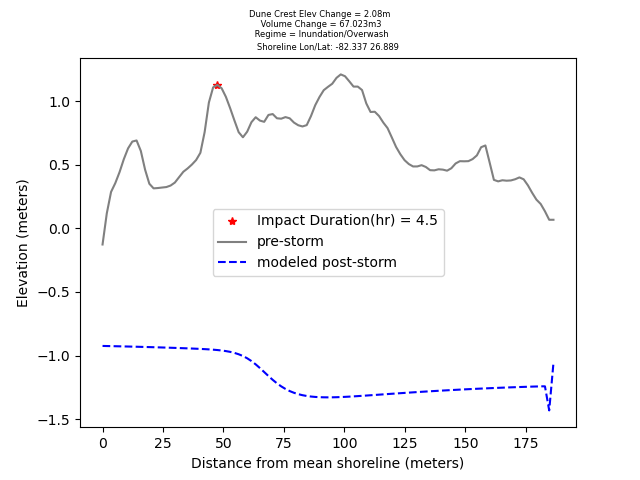 Dune Crest Elev Change = 2.08m
Volume Change = 67.023m3
Regime = Inundation/Overwash
Shoreline Lon/Lat: -82.337 26.889
Elevation (meters)
1.0
0.5
0.0
−0.5
−1.0
−1.5
Impact Duration(hr) = 4.5
pre-storm
modeled post-storm
0 25 50 75 100 125 150 175
Distance from mean shoreline (meters)